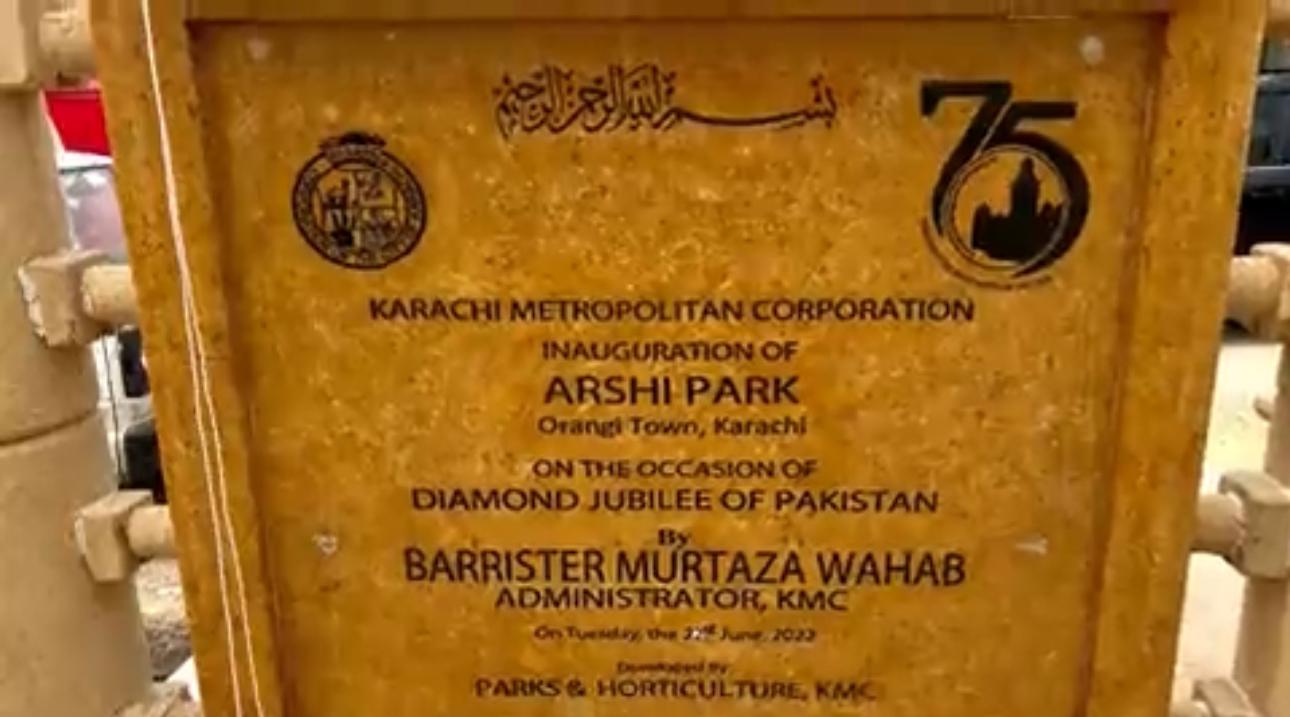 بسم الله الرحمن الرحيم
75
KARACHI METROPOLITAN CORPORATION
INAUGURATION OF
ARSHI PARK
Orangi Town, Karachi
ON THE OCCASION OF
DIAMOND JUBILEE OF PAKISTAN
By
BARRISTER MURTAZA WAHAB
ADMINISTRATOR, KMC
On Tuesday, the June, 2022
Developed By
PARKS & HORTICULTURE, KMC